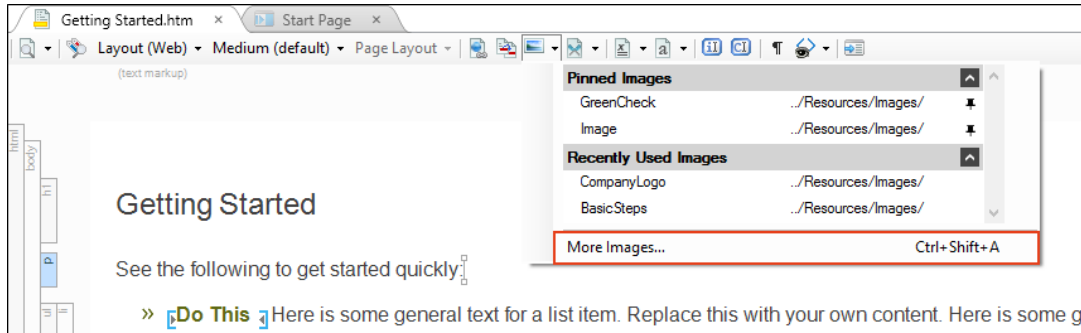 Getting Started.htm × Start Page ×
Layout (Web) Medium (default) Page Layout
(text markup)
Pinned Images
GreenCheck ../Resources/Images/
Image ../Resources/Images/
Recently Used Images
CompanyLogo ../Resources/Images/
BasicSteps ../Resources/Images/
More Images... Ctrl+Shift+A
html
body
h1
Getting Started
p
See the following to get started quickly:
» Do This Here is some general text for a list item. Replace this with your own content. Here is some g